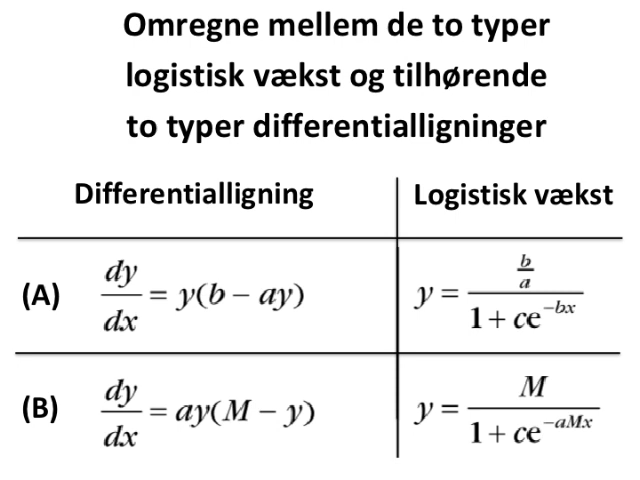 Omregne mellem de to typer
logistisk vækst og tilhørende
to typer differentialligninger
Differentialligning Logistisk vækst
(A) dy/dx = y(b − ay) y = (b/a)/(1 + ce^{−bx})
(B) dy/dx = ay(M − y) y = M/(1 + ce^{−aMx})